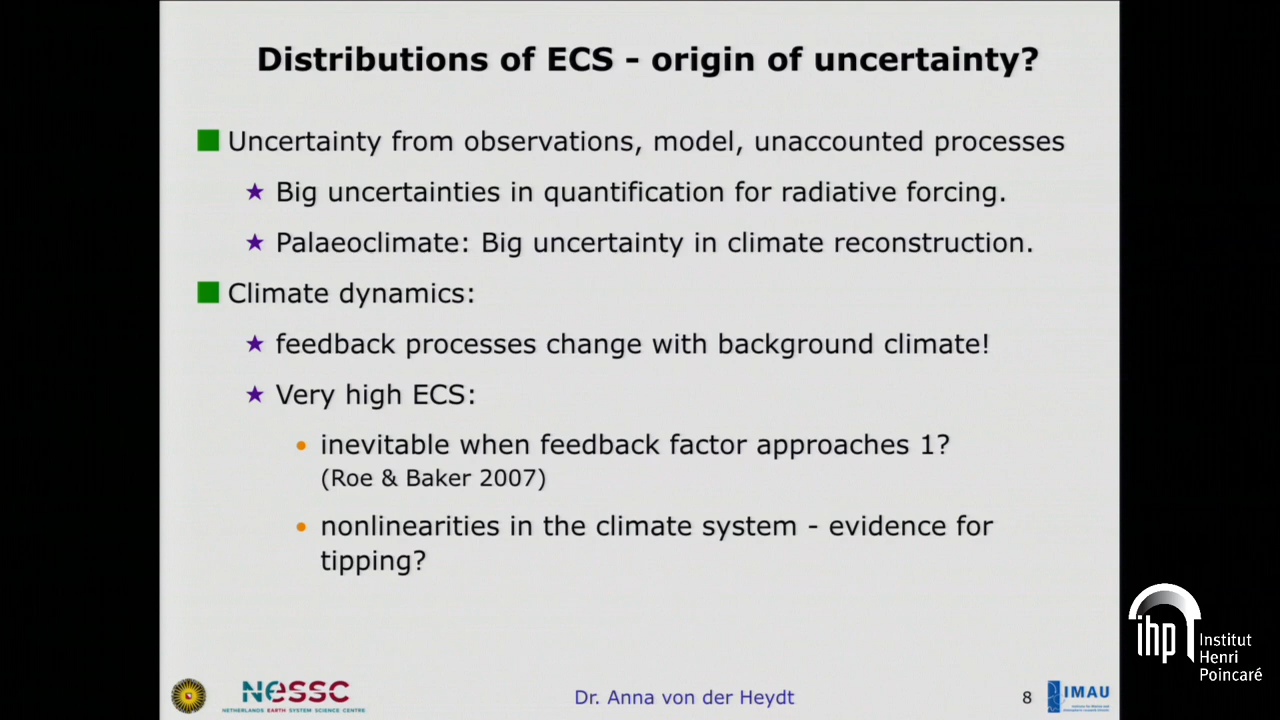 Distributions of ECS - origin of uncertainty?
Uncertainty from observations, model, unaccounted processes
Big uncertainties in quantification for radiative forcing.
Palaeoclimate: Big uncertainty in climate reconstruction.
Climate dynamics:
feedback processes change with background climate!
Very high ECS:
inevitable when feedback factor approaches 1?
(Roe & Baker 2007)
nonlinearities in the climate system - evidence for
tipping?
NESSC
NETHERLANDS EARTH SYSTEM SCIENCE CENTRE
Dr. Anna von der Heydt
8
IMAU
ihp
Institut
Henri
Poincaré